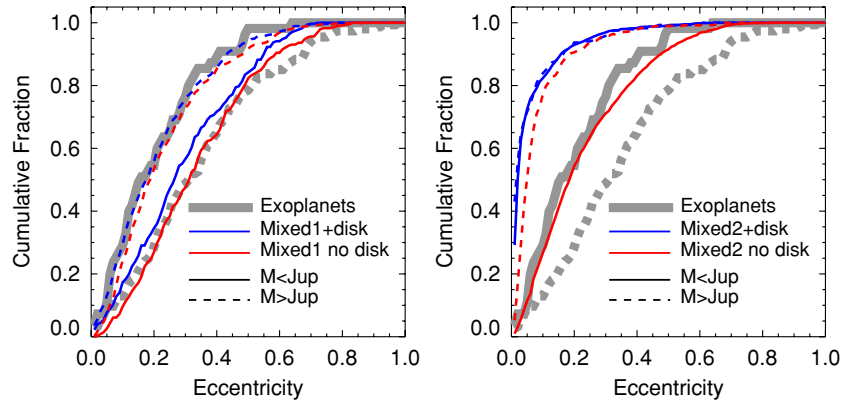 1.0
0.8
0.6
0.4
0.2
0.0
Cumulative Fraction
Exoplanets
Mixed1+disk
Mixed1 no disk
M<Jup
M>Jup
0.0 0.2 0.4 0.6 0.8 1.0
Eccentricity
1.0
0.8
0.6
0.4
0.2
0.0
Cumulative Fraction
Exoplanets
Mixed2+disk
Mixed2 no disk
M<Jup
M>Jup
0.0 0.2 0.4 0.6 0.8 1.0
Eccentricity